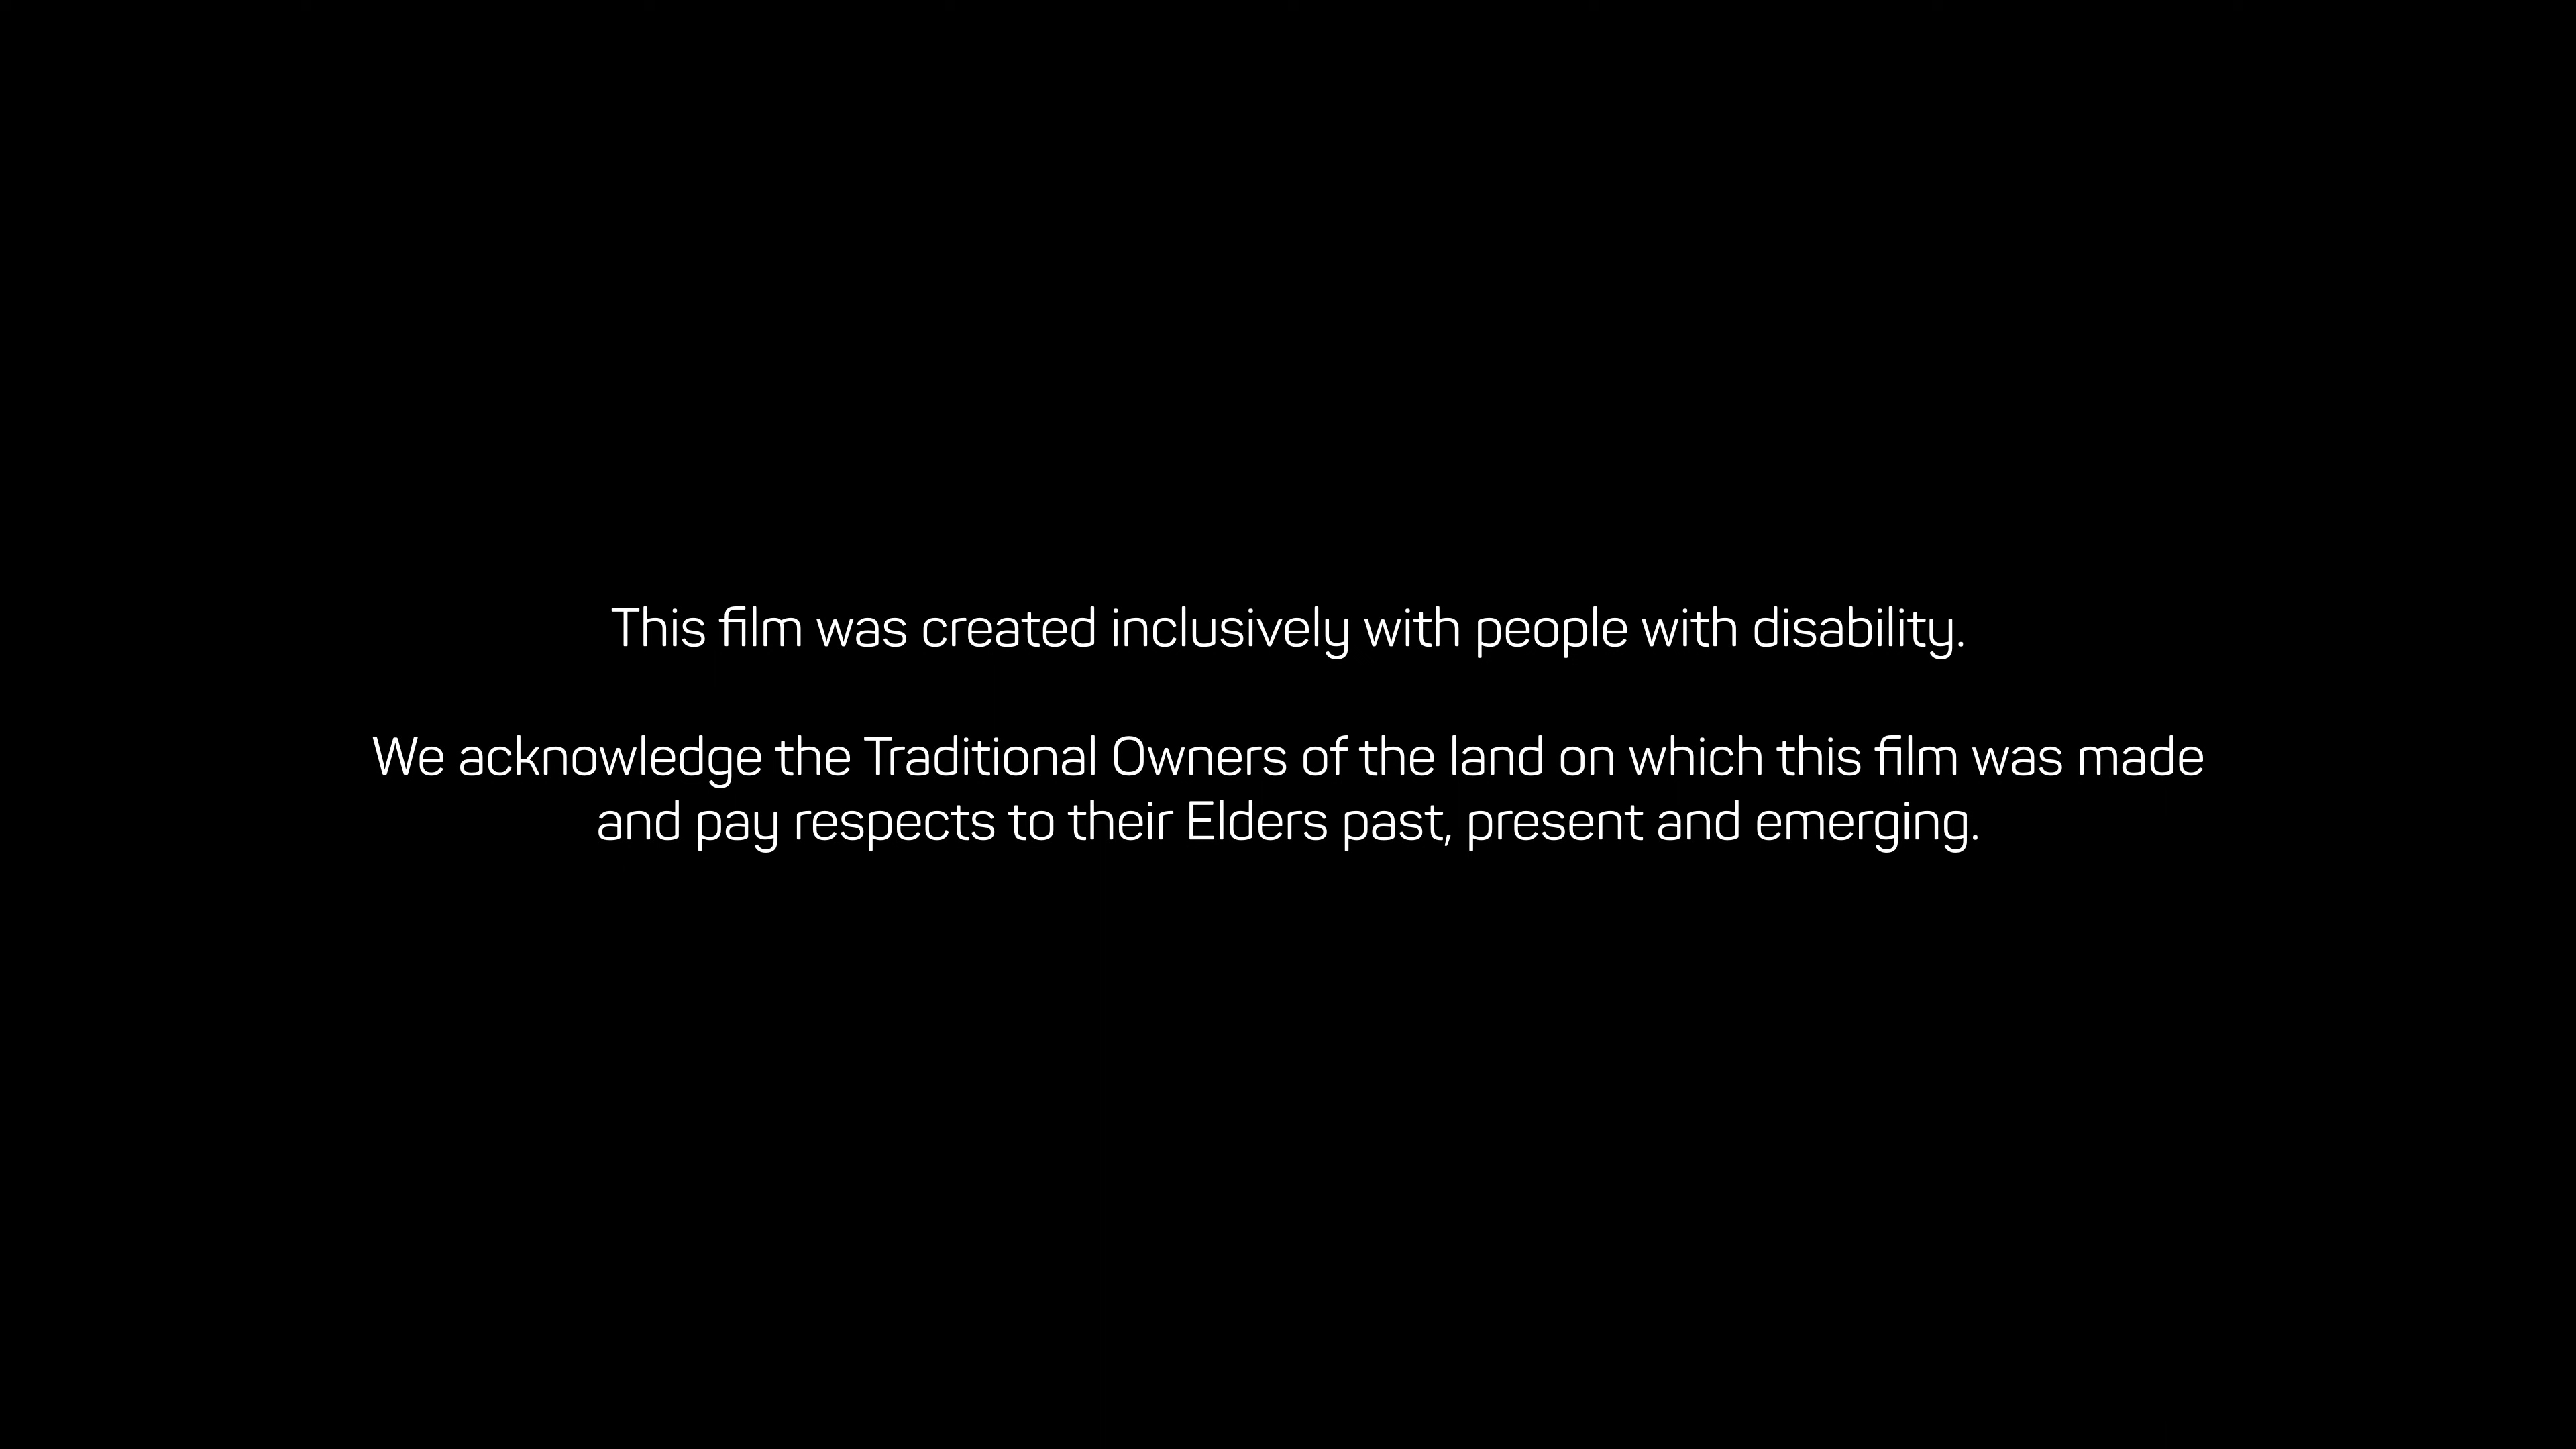 This film was created inclusively with people with disability.
We acknowledge the Traditional Owners of the land on which this film was made
and pay respects to their Elders past, present and emerging.